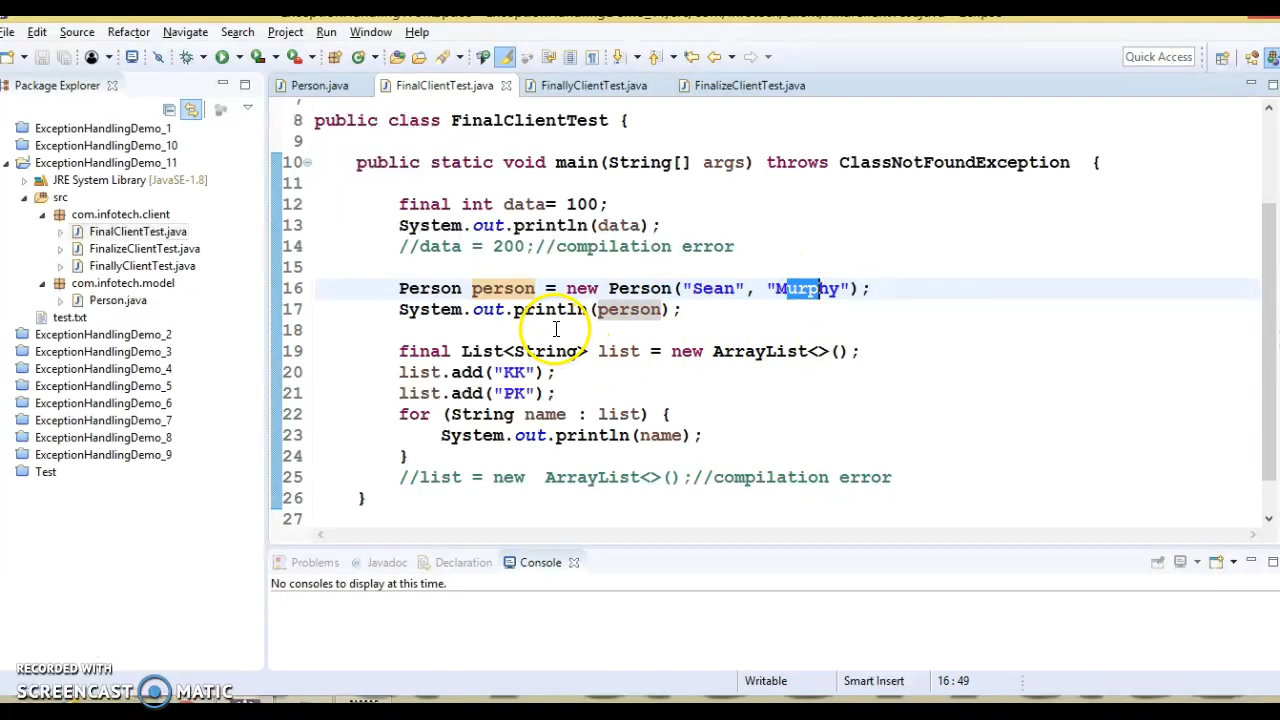 File Edit Source Refactor Navigate Search Project Run Window Help
Quick Access
Package Explorer
Person.java
FinalClientTest.java
FinallyClientTest.java
FinalizeClientTest.java
ExceptionHandlingDemo_1
ExceptionHandlingDemo_10
ExceptionHandlingDemo_11
JRE System Library [JavaSE-1.8]
src
com.infotech.client
FinalClientTest.java
FinalizeClientTest.java
FinallyClientTest.java
com.infotech.model
Person.java
test.txt
ExceptionHandlingDemo_2
ExceptionHandlingDemo_3
ExceptionHandlingDemo_4
ExceptionHandlingDemo_5
ExceptionHandlingDemo_6
ExceptionHandlingDemo_7
ExceptionHandlingDemo_8
ExceptionHandlingDemo_9
Test
7
8 public class FinalClientTest {
9
10 public static void main(String[] args) throws ClassNotFoundException {
11
12 final int data= 100;
13 System.out.println(data);
14 //data = 200;//compilation error
15
16 Person person = new Person("Sean", "Murphy");
17 System.out.println(person);
18
19 final List<String> list = new ArrayList<>();
20 list.add("KK");
21 list.add("PK");
22 for (String name : list) {
23 System.out.println(name);
24 }
25 //list = new ArrayList<>();//compilation error
26 }
27
Problems
Javadoc
Declaration
Console
No consoles to display at this time.
Writable
Smart Insert
16 : 49
RECORDED WITH
SCREENCAST MATIC